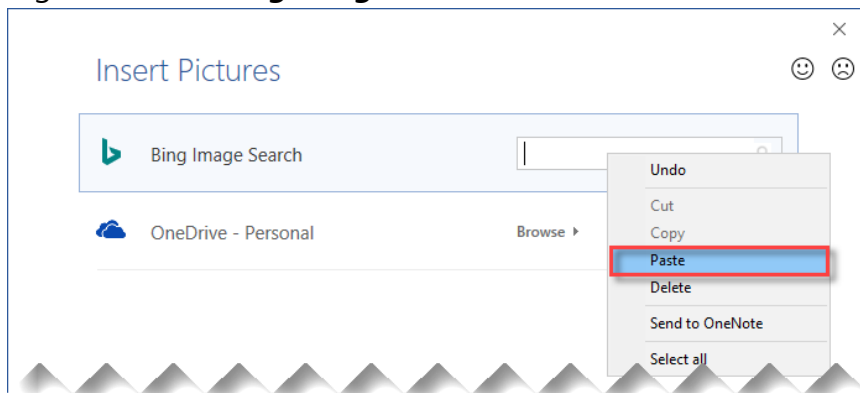 Insert Pictures
Bing Image Search
Undo
Cut
OneDrive - Personal
Browse
Copy
Paste
Delete
Send to OneNote
Select all